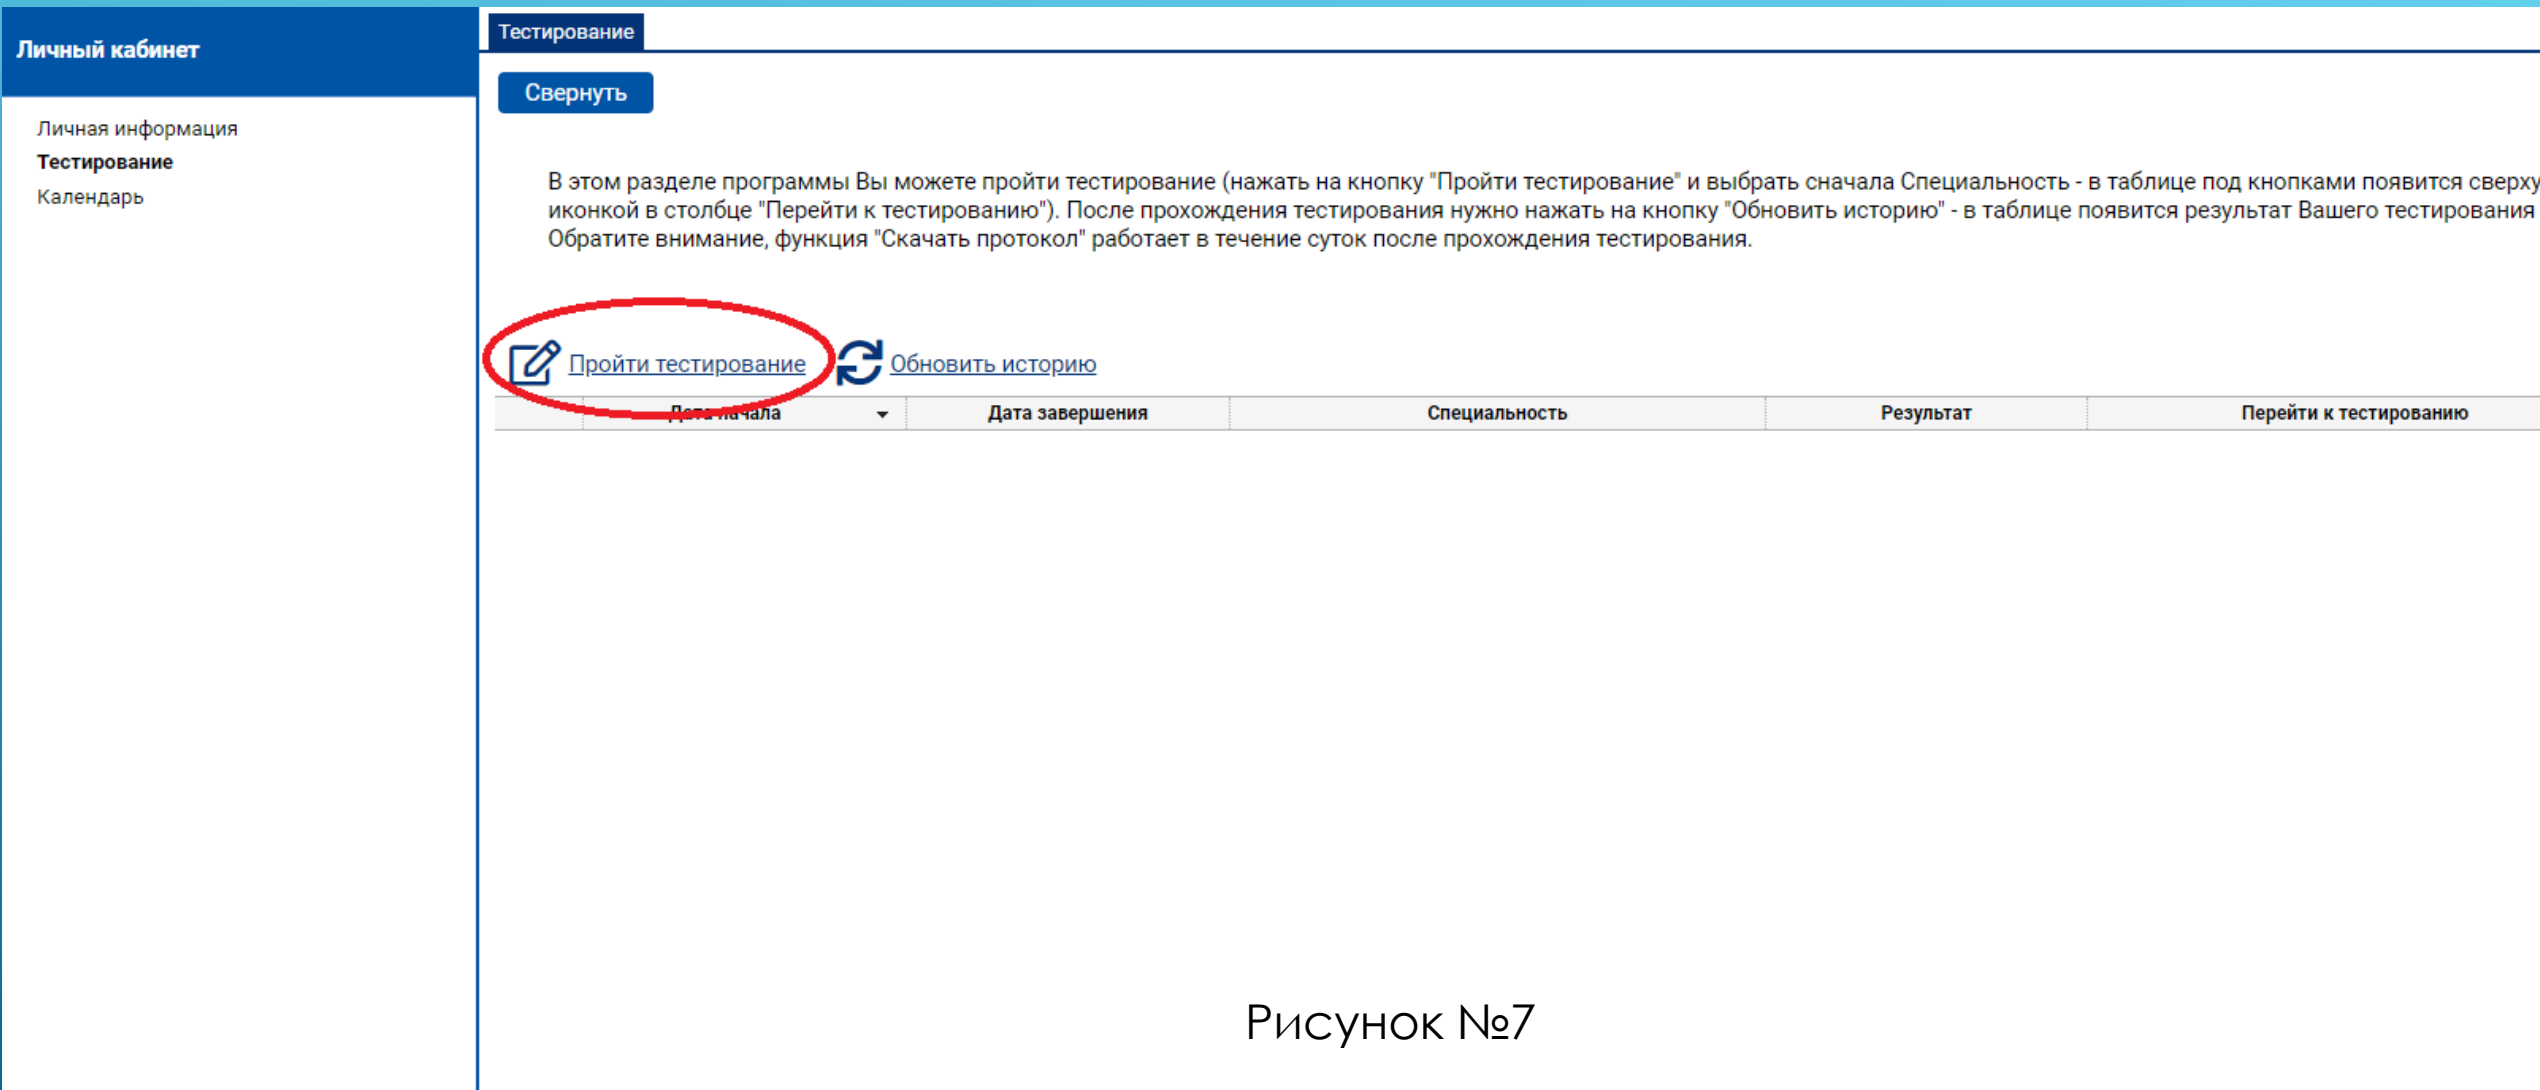 Личный кабинет
Личная информация
Тестирование
Календарь
Тестирование
Свернуть
В этом разделе программы Вы можете пройти тестирование (нажать на кнопку "Пройти тестирование" и выбрать сначала Специальность - в таблице под кнопками появится сверху
иконкой в столбце "Перейти к тестированию"). После прохождения тестирования нужно нажать на кнопку "Обновить историю" - в таблице появится результат Вашего тестирования
Обратите внимание, функция "Скачать протокол" работает в течение суток после прохождения тестирования.
Пройти тестирование Обновить историю
Дата начала Дата завершения Специальность Результат Перейти к тестированию
Рисунок №7